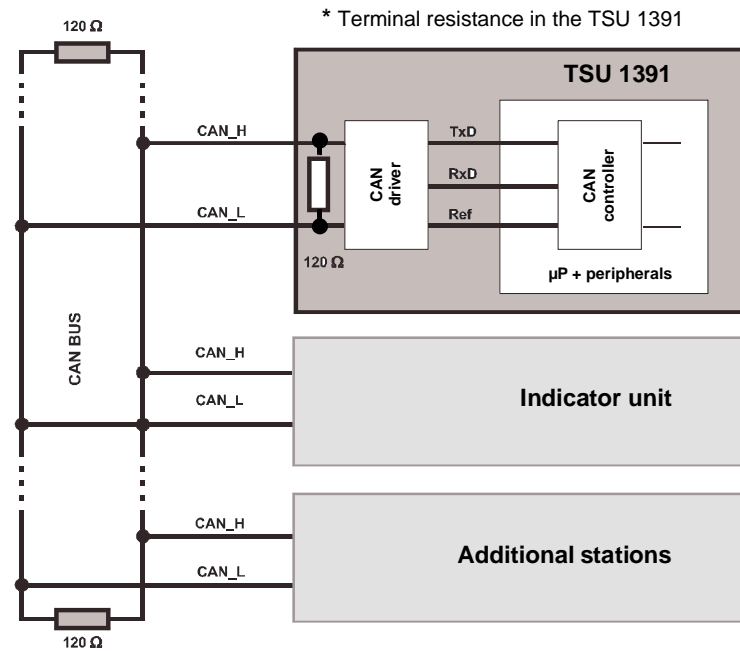 * Terminal resistance in the TSU 1391
120 Ω
TSU 1391
CAN_H
TxD
CAN driver
RxD
CAN controller
CAN_L
Ref
120 Ω
µP + peripherals
CAN BUS
CAN_H
CAN_L
Indicator unit
CAN_H
CAN_L
Additional stations
120 Ω